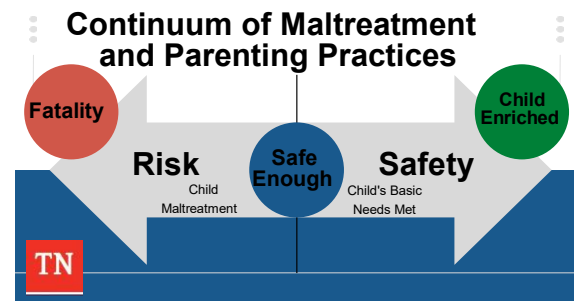 Continuum of Maltreatment
and Parenting Practices
Fatality
Child
Enriched
Risk
Safe
Enough
Safety
Child
Maltreatment
Child's Basic
Needs Met
TN